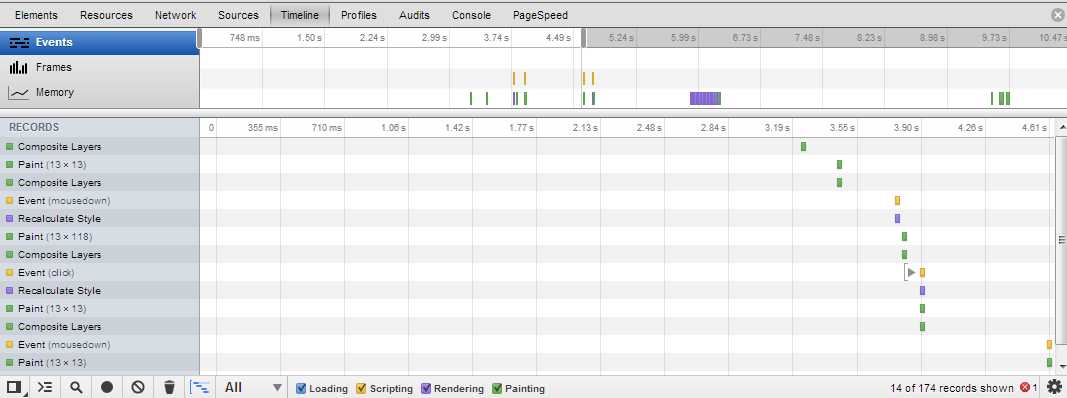 Elements Resources Network Sources Timeline Profiles Audits Console PageSpeed
Events 748 ms 1.50 s 2.24 s 2.99 s 3.74 s 4.49 s 5.24 s 5.99 s 6.73 s 7.48 s 8.23 s 8.98 s 9.73 s 10.47 s
Frames
Memory
RECORDS 0 355 ms 710 ms 1.06 s 1.42 s 1.77 s 2.13 s 2.48 s 2.84 s 3.19 s 3.55 s 3.90 s 4.26 s 4.61 s
Composite Layers
Paint (13 × 13)
Composite Layers
Event (mousedown)
Recalculate Style
Paint (13 × 118)
Composite Layers
Event (click)
Recalculate Style
Paint (13 × 13)
Composite Layers
Event (mousedown)
Paint (13 × 13)
All Loading Scripting Rendering Painting 14 of 174 records shown 1